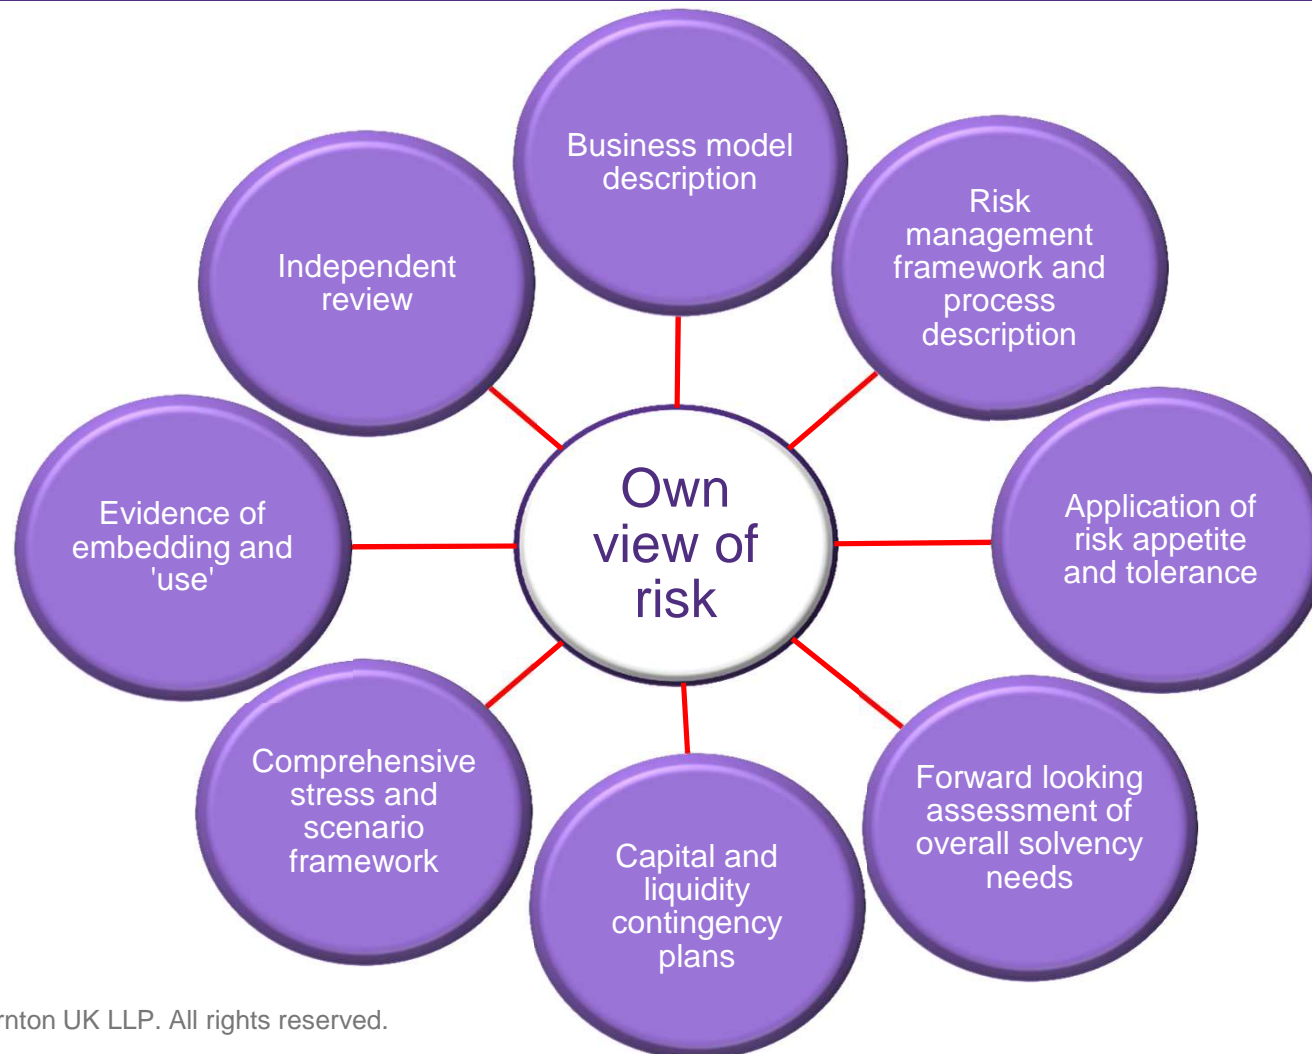 Business model
description
Risk
management
framework and
process
description
Independent
review
Own
view of
risk
Application of
risk appetite
and tolerance
Evidence of
embedding and
'use'
Forward looking
assessment of
overall solvency
needs
Comprehensive
stress and
scenario
framework
Capital and
liquidity
contingency
plans
rnton UK LLP. All rights reserved.